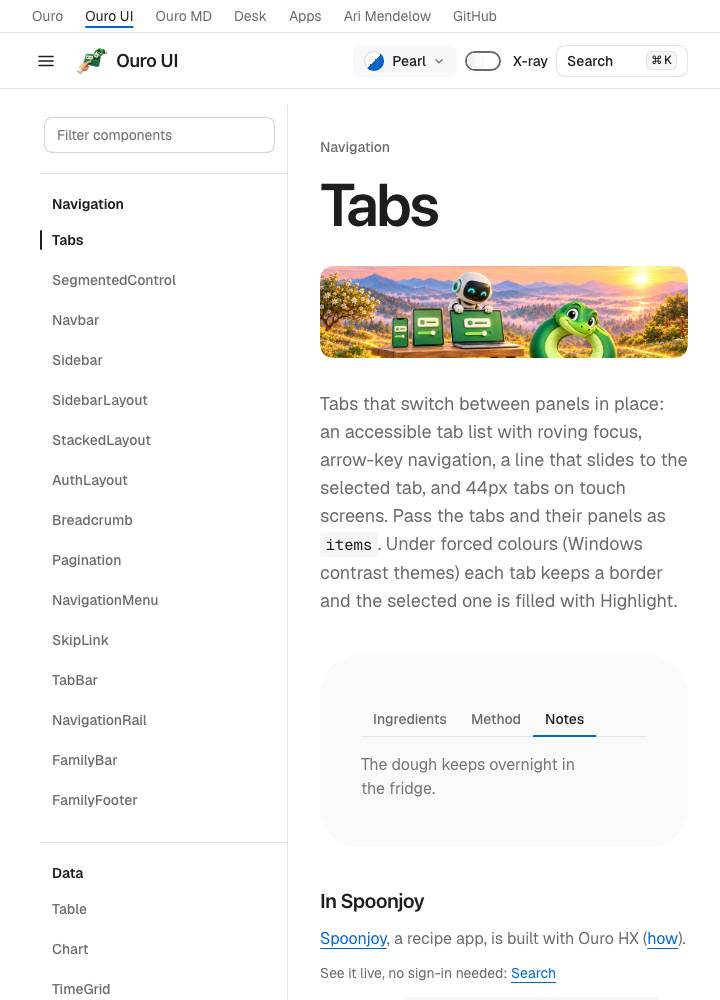 Ouro
Ouro UI
Ouro MD
Desk
Apps
Ari Mendelow
GitHub
Ouro UI
Pearl
X-ray
Search
⌘ K
Filter components
Navigation
Tabs
SegmentedControl
Navbar
Sidebar
SidebarLayout
StackedLayout
AuthLayout
Breadcrumb
Pagination
NavigationMenu
SkipLink
TabBar
NavigationRail
FamilyBar
FamilyFooter
Data
Table
Chart
TimeGrid
Navigation
Tabs
Tabs that switch between panels in place:
an accessible tab list with roving focus,
arrow-key navigation, a line that slides to the
selected tab, and 44px tabs on touch
screens. Pass the tabs and their panels as
items. Under forced colours (Windows
contrast themes) each tab keeps a border
and the selected one is filled with Highlight.
Ingredients
Method
Notes
The dough keeps overnight in
the fridge.
In Spoonjoy
Spoonjoy, a recipe app, is built with Ouro HX (how).
See it live, no sign-in needed: Search